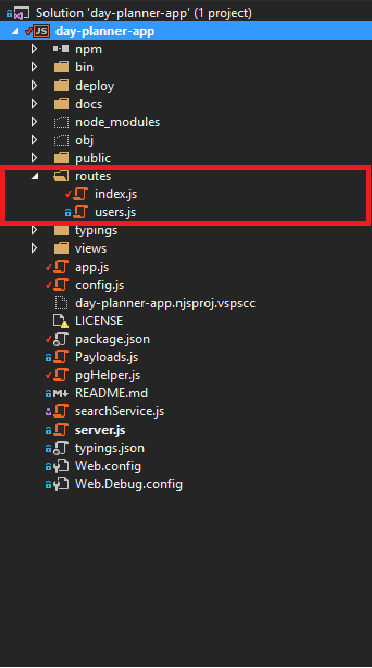 Solution 'day-planner-app' (1 project)
JS day-planner-app
npm
bin
deploy
docs
node_modules
obj
public
routes
index.js
users.js
typings
views
app.js
config.js
day-planner-app.njsproj.vspscc
LICENSE
package.json
Payloads.js
pgHelper.js
M+ README.md
searchService.js
server.js
typings.json
Web.config
Web.Debug.config